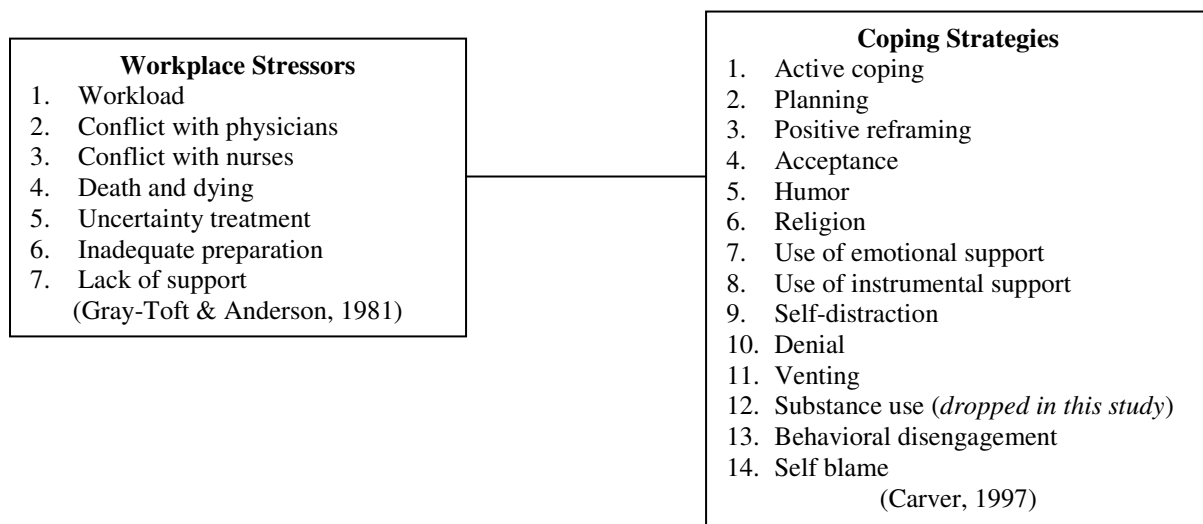 Workplace Stressors
1. Workload
2. Conflict with physicians
3. Conflict with nurses
4. Death and dying
5. Uncertainty treatment
6. Inadequate preparation
7. Lack of support
(Gray-Toft & Anderson, 1981)
Coping Strategies
1. Active coping
2. Planning
3. Positive reframing
4. Acceptance
5. Humor
6. Religion
7. Use of emotional support
8. Use of instrumental support
9. Self-distraction
10. Denial
11. Venting
12. Substance use (dropped in this study)
13. Behavioral disengagement
14. Self blame
(Carver, 1997)